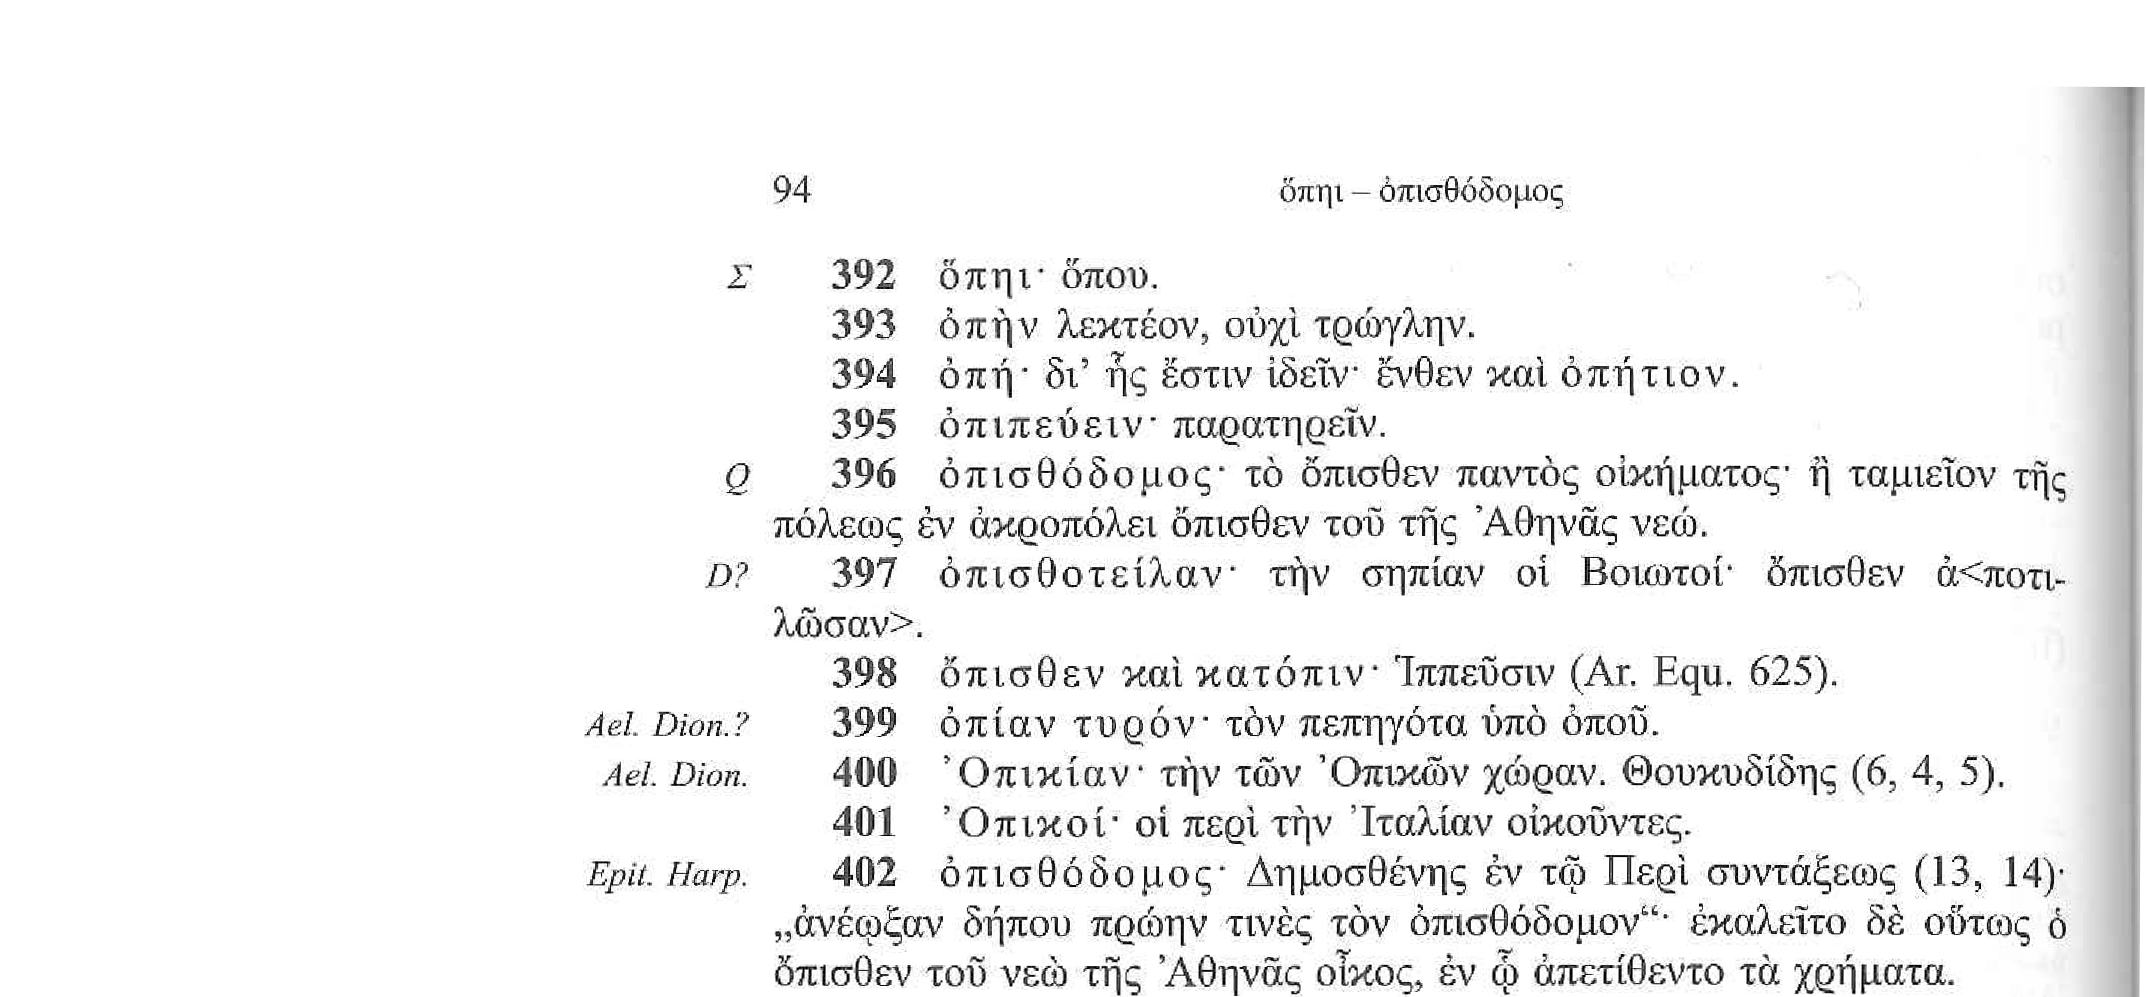 94 ὅπηι – ὀπισθόδομος
Σ 392 ὅπηι· ὅπου.
393 ὀπὴν λεκτέον, οὐχὶ τρώγλην.
394 ὀπή· δι’ ἧς ἔστιν ἰδεῖν· ἔνθεν καὶ ὀπήτιον.
395 ὀπιπεύειν· παρατηρεῖν.
Q 396 ὀπισθόδομος· τὸ ὄπισθεν παντὸς οἰκήματος· ἢ ταμιεῖον τῆς
πόλεως ἐν ἀκροπόλει ὄπισθεν τοῦ τῆς Ἀθηνᾶς νεώ.
D? 397 ὀπισθοτείλαν· τὴν σηπίαν οἱ Βοιωτοί· ὄπισθεν ἀ<ποτι-
λῶσαν>.
398 ὄπισθεν καὶ κατόπιν· Ἱππεῦσιν (Ar. Equ. 625).
Ael. Dion.? 399 ὀπίαν τυρόν· τὸν πεπηγότα ὑπὸ ὀποῦ.
Ael. Dion. 400 Ὀπικίαν· τὴν τῶν Ὀπικῶν χώραν. Θουκυδίδης (6, 4, 5).
401 Ὀπικοί· οἱ περὶ τὴν Ἰταλίαν οἰκοῦντες.
Epit. Harp. 402 ὀπισθόδομος· Δημοσθένης ἐν τῷ Περὶ συντάξεως (13, 14)·
„ἀνέῳξαν δήπου πρώην τινὲς τὸν ὀπισθόδομον“· ἐκαλεῖτο δὲ οὕτως ὁ
ὄπισθεν τοῦ νεὼ τῆς Ἀθηνᾶς οἶκος, ἐν ᾧ ἀπετίθεντο τὰ χρήματα.